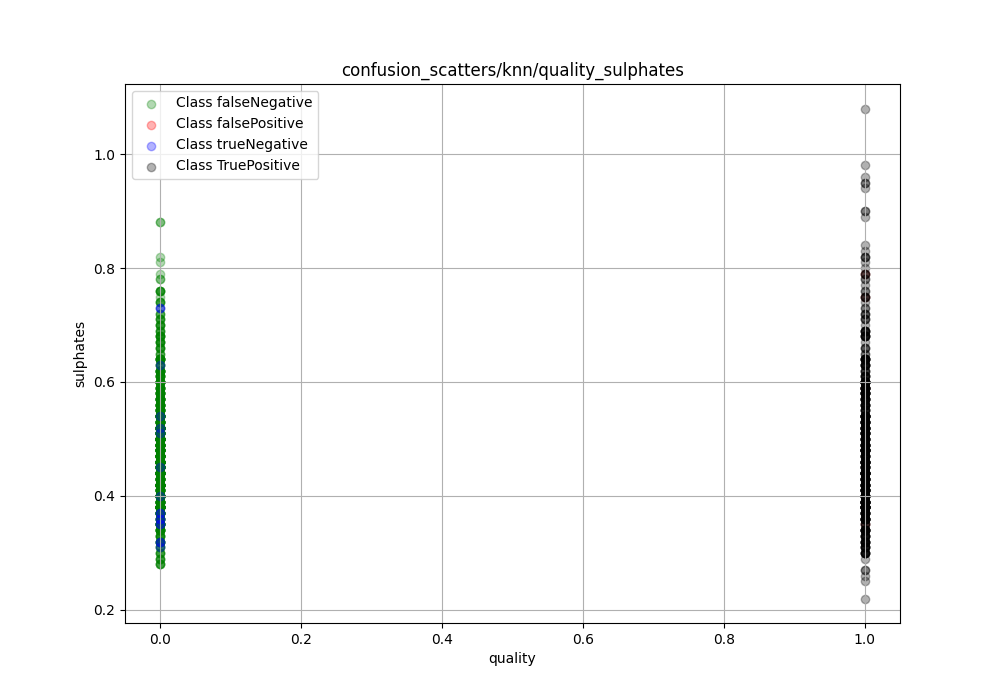 confusion_scatters/knn/quality_sulphates
Class falseNegative
Class falsePositive
Class trueNegative
Class TruePositive
1.0
0.8
0.6
0.4
0.2
sulphates
0.0 0.2 0.4 0.6 0.8 1.0
quality